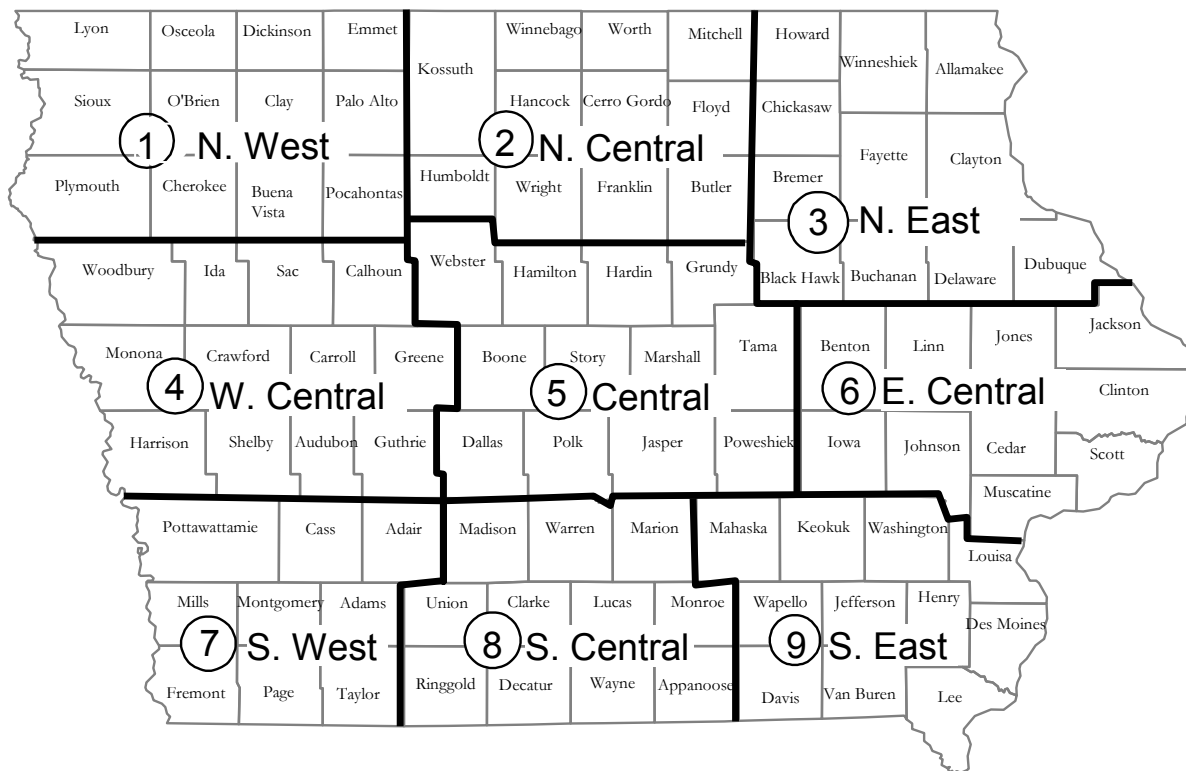 Lyon Osceola Dickinson Emmet Winnebago Worth Mitchell Howard
Kossuth Winneshiek Allamakee
Sioux O'Brien Clay Palo Alto Hancock Cerro Gordo Floyd Chickasaw
1 N. West 2 N. Central
Plymouth Cherokee Buena Vista Pocahontas Humboldt Wright Franklin Butler Bremer Fayette Clayton
3 N. East
Woodbury Ida Sac Calhoun Webster Hamilton Hardin Grundy Black Hawk Buchanan Delaware Dubuque
Monona Crawford Carroll Greene Boone Story Marshall Tama Benton Linn Jones Jackson
4 W. Central 5 Central 6 E. Central
Clinton
Harrison Shelby Audubon Guthrie Dallas Polk Jasper Poweshiek Iowa Johnson Cedar Scott
Muscatine
Pottawattamie Cass Adair Madison Warren Marion Mahaska Keokuk Washington
Louisa
Mills Montgomery Adams Union Clarke Lucas Monroe Wapello Jefferson Henry
Des Moines
7 S. West 8 S. Central 9 S. East
Fremont Page Taylor Ringgold Decatur Wayne Appanoose Davis Van Buren Lee